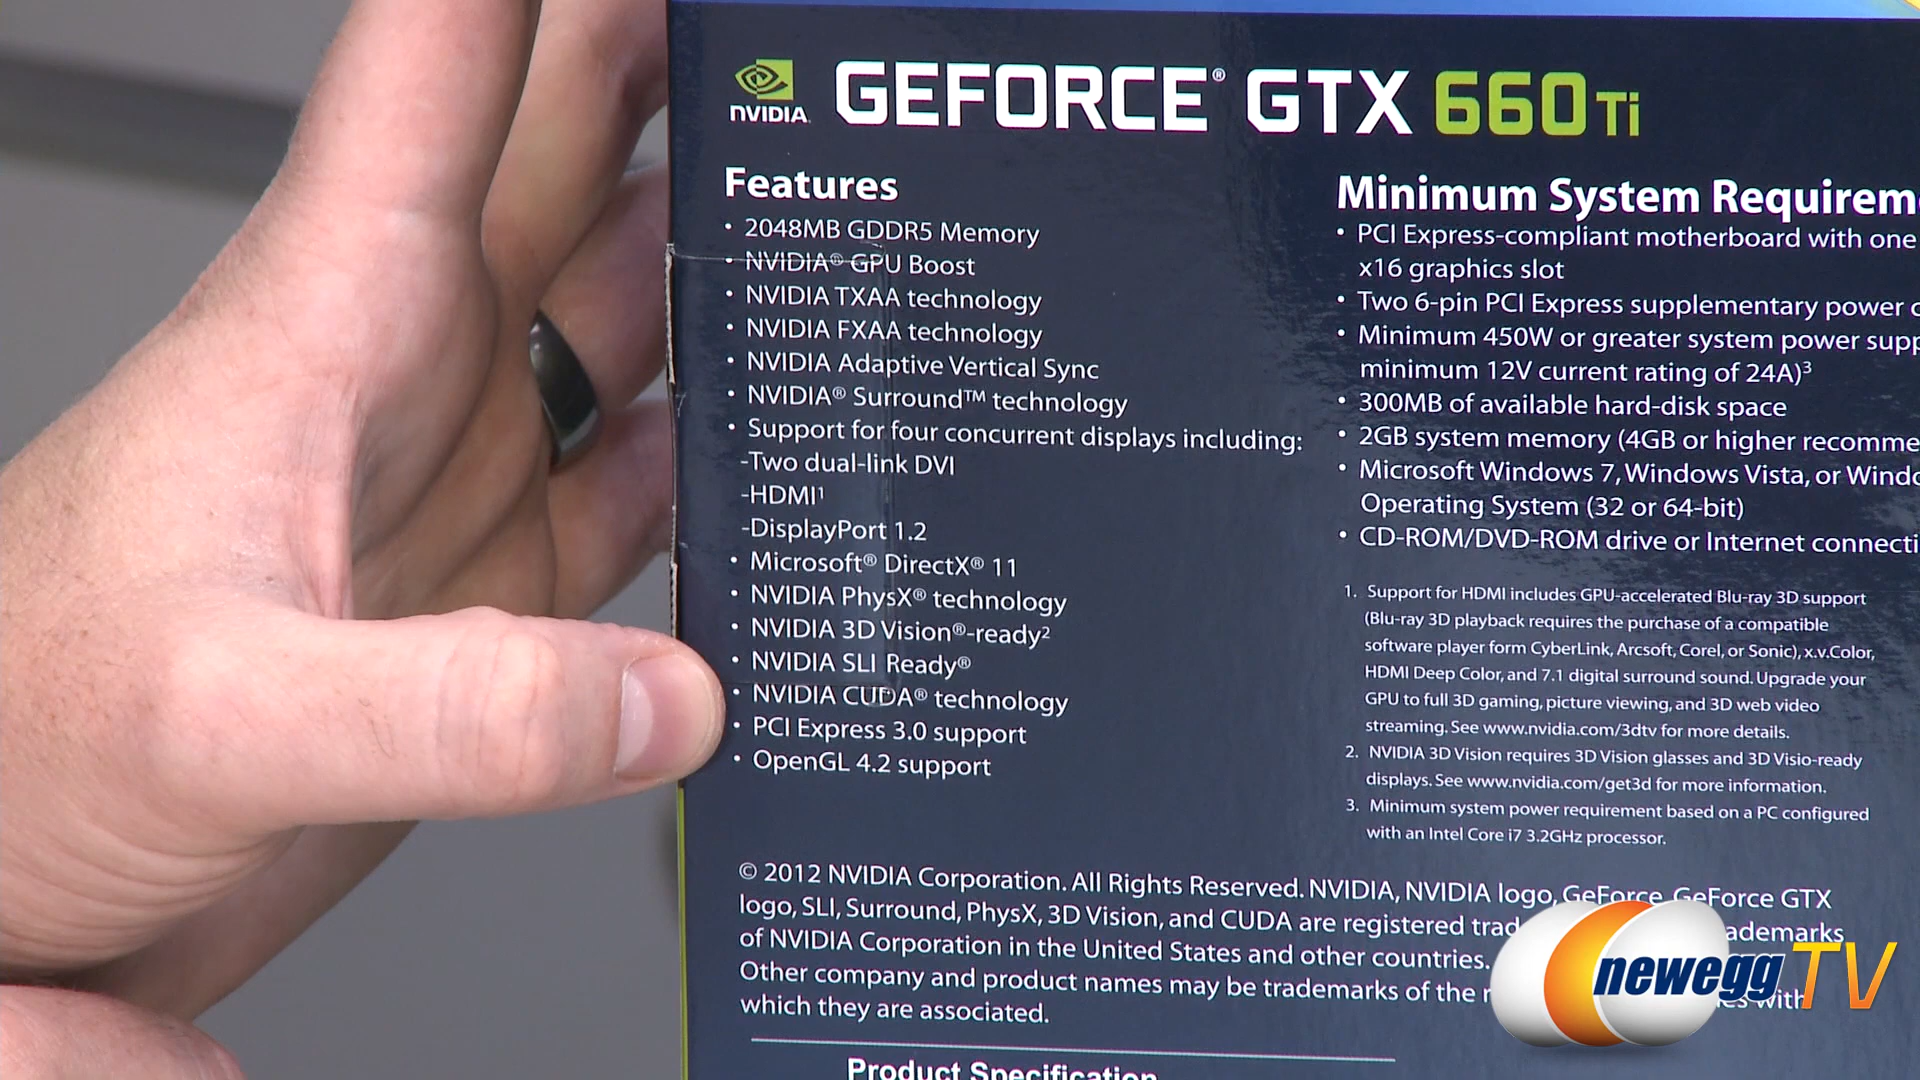 NVIDIA.
GEFORCE® GTX 660 Ti
Features
• 2048MB GDDR5 Memory
• NVIDIA® GPU Boost
• NVIDIA TXAA technology
• NVIDIA FXAA technology
• NVIDIA Adaptive Vertical Sync
• NVIDIA® Surround™ technology
• Support for four concurrent displays including:
-Two dual-link DVI
-HDMI¹
-DisplayPort 1.2
• Microsoft® DirectX® 11
• NVIDIA PhysX® technology
• NVIDIA 3D Vision®-ready²
• NVIDIA SLI Ready®
• NVIDIA CUDA® technology
• PCI Express 3.0 support
• OpenGL 4.2 support
Minimum System
• PCI Express-compliant motherboard with one
x16 graphics slot
• Two 6-pin PCI Express supplementary power
• Minimum 450W or greater system power
minimum 12V current rating of 24A)³
• 300MB of available hard-disk space
• 2GB system memory (4GB or higher
• Microsoft Windows 7, Windows Vista, or
Operating System (32 or 64-bit)
• CD-ROM/DVD-ROM drive or Internet
1. Support for HDMI includes GPU-accelerated Blu-ray 3D support
(Blu-ray 3D playback requires the purchase of a compatible
software player form CyberLink, Arcsoft, Corel, or Sonic), x.v.Color,
HDMI Deep Color, and 7.1 digital surround sound. Upgrade your
GPU to full 3D gaming, picture viewing, and 3D web video
streaming. See www.nvidia.com/3dtv for more details.
2. NVIDIA 3D Vision requires 3D Vision glasses and 3D Visio-ready
displays. See www.nvidia.com/get3d for more information.
3. Minimum system power requirement based on a PC configured
with an Intel Core i7 3.2GHz processor.
© 2012 NVIDIA Corporation. All Rights Reserved. NVIDIA, NVIDIA logo, GeForce, GeForce GTX
logo, SLI, Surround, PhysX, 3D Vision, and CUDA are registered
of NVIDIA Corporation in the United States and other countries.
Other company and product names may be trademarks of the with
which they are associated.
Product Specification
newegg TV